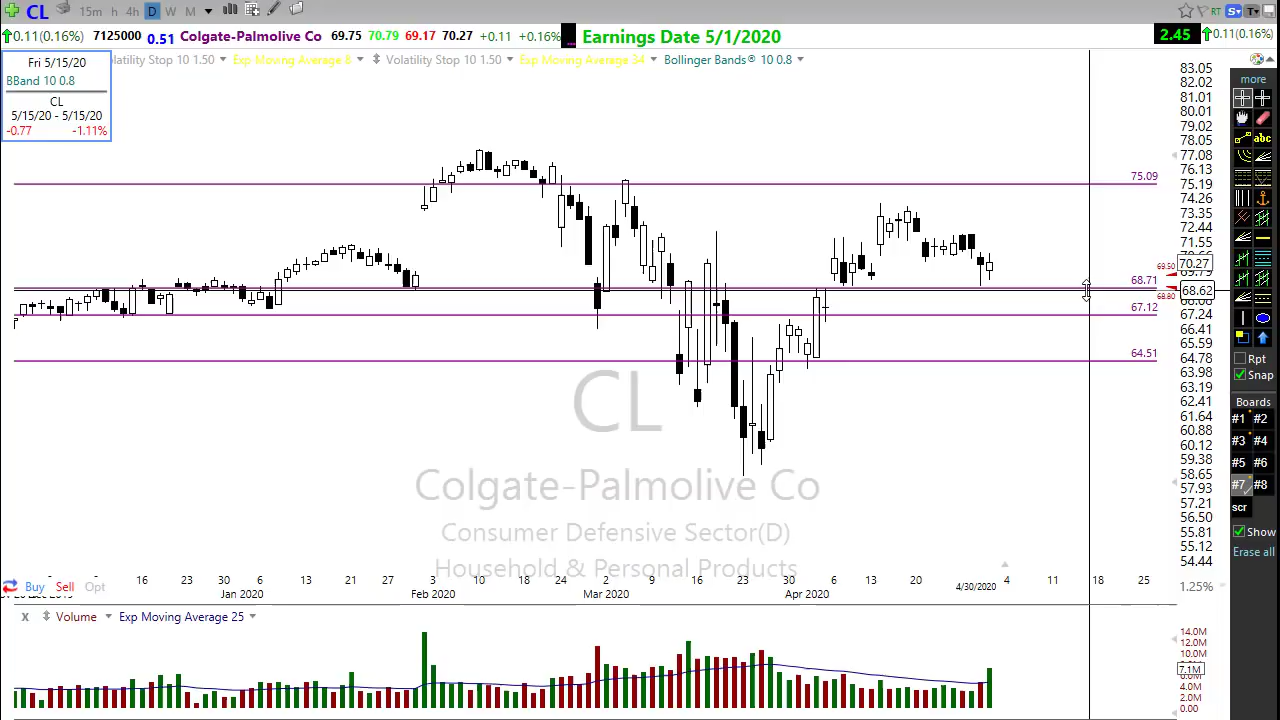 CL 15m h 4h D W M RT S T
0.11(0.16%) 7125000 0.51 Colgate-Palmolive Co 69.75 70.79 69.17 70.27 +0.11 +0.16% Earnings Date 5/1/2020 2.45 0.11(0.16%)
Volatility Stop 10 1.50 Exp Moving Average 8 Volatility Stop 10 1.50 Exp Moving Average 34 Bollinger Bands® 10 0.8
Fri 5/15/20
BBand 10 0.8
CL
5/15/20 - 5/15/20
-0.77 -1.11%
83.05
82.02
81.01
80.01
79.02
78.05
77.08
76.13
75.19
74.26
73.35
72.44
71.55
70.27
68.62
67.24
66.41
65.59
64.78
63.98
63.19
62.41
61.64
60.88
60.12
59.38
58.65
57.93
57.21
56.50
55.81
55.12
54.44
1.25%
75.09
69.50
68.71
68.80
67.12
64.51
CL
Colgate-Palmolive Co
Consumer Defensive Sector(D)
Household & Personal Products
Buy Sell Opt
16 23 30 6 13 21 27 3 10 18 24 2 9 16 23 30 6 13 20 4 11 18 25
Jan 2020 Feb 2020 Mar 2020 Apr 2020 4/30/2020
X Volume Exp Moving Average 25
14.0M
12.0M
10.0M
7.1M
4.0M
2.0M
0.00
more
abc
Rpt
Snap
Boards
#1 #2
#3 #4
#5 #6
#7 #8
scr
Show
Erase all